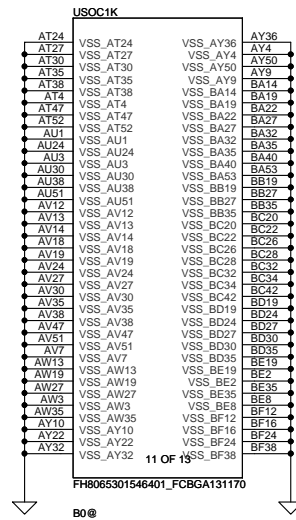 USOC1K
AT24 VSS_AT24 VSS_AY36 AY36
AT27 VSS_AT27 VSS_AY4 AY4
AT30 VSS_AT30 VSS_AY50 AY50
AT35 VSS_AT35 VSS_AY9 AY9
AT38 VSS_AT38 VSS_BA14 BA14
AT4 VSS_AT4 VSS_BA19 BA19
AT47 VSS_AT47 VSS_BA22 BA22
AT52 VSS_AT52 VSS_BA27 BA27
AU1 VSS_AU1 VSS_BA32 BA32
AU24 VSS_AU24 VSS_BA35 BA35
AU3 VSS_AU3 VSS_BA40 BA40
AU30 VSS_AU30 VSS_BA53 BA53
AU38 VSS_AU38 VSS_BB19 BB19
AU51 VSS_AU51 VSS_BB27 BB27
AV12 VSS_AV12 VSS_BB35 BB35
AV13 VSS_AV13 VSS_BC20 BC20
AV14 VSS_AV14 VSS_BC22 BC22
AV18 VSS_AV18 VSS_BC26 BC26
AV19 VSS_AV19 VSS_BC28 BC28
AV24 VSS_AV24 VSS_BC32 BC32
AV27 VSS_AV27 VSS_BC34 BC34
AV30 VSS_AV30 VSS_BC42 BC42
AV35 VSS_AV35 VSS_BD19 BD19
AV38 VSS_AV38 VSS_BD24 BD24
AV47 VSS_AV47 VSS_BD27 BD27
AV51 VSS_AV51 VSS_BD30 BD30
AV7 VSS_AV7 VSS_BD35 BD35
AW13 VSS_AW13 VSS_BE19 BE19
AW19 VSS_AW19 VSS_BE2 BE2
AW27 VSS_AW27 VSS_BE35 BE35
AW3 VSS_AW3 VSS_BE8 BE8
AW35 VSS_AW35 VSS_BF12 BF12
AY10 VSS_AY10 VSS_BF16 BF16
AY22 VSS_AY22 VSS_BF24 BF24
AY32 VSS_AY32 VSS_BF38 BF38
11 OF 13
FH8065301546401_FCBGA131170
B0@